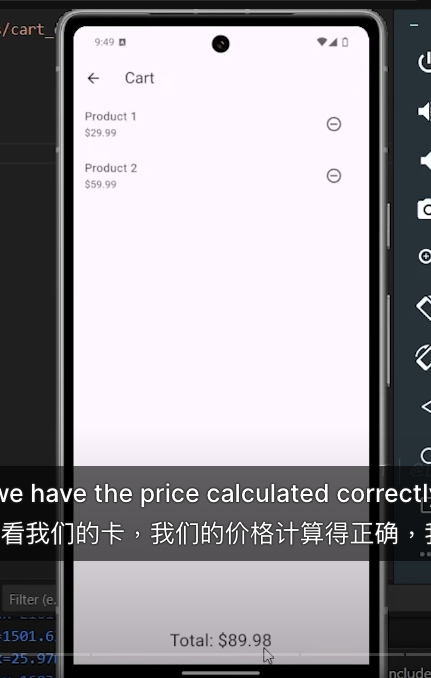 s/cart_
9:49
Cart
Product 1
$29.99
Product 2
$59.99
we have the price calculated correctly
看我们的卡，我们的价格计算得正确，我
Filter (e.
Total: $89.98
=1501.6
=25.97
nclude